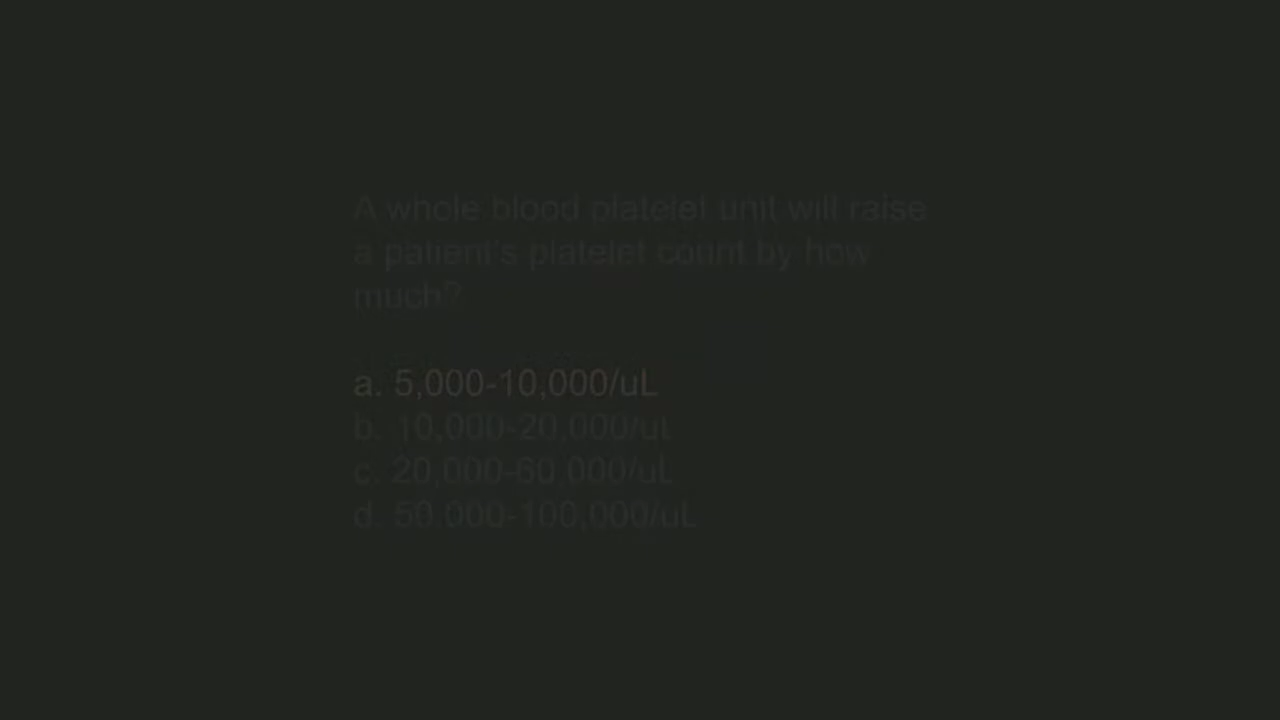 A whole blood platelet unit will raise
a patient's platelet count by how
much?
a. 5,000-10,000/uL
b. 10,000-20,000/uL
c. 20,000-60,000/uL
d. 50,000-100,000/uL